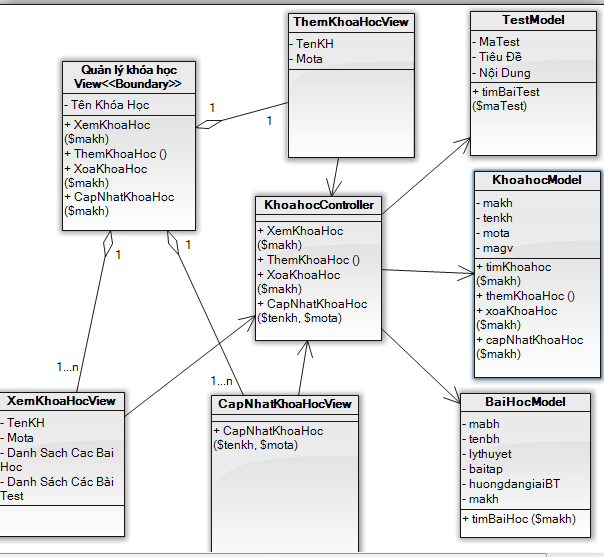 ThemKhoaHocView
- TenKH
- Mota
TestModel
- MaTest
- Tiêu Đề
- Nội Dung
+ timBaiTest
($maTest)
Quản lý khóa học
View<<Boundary>>
- Tên Khóa Học
+ XemKhoaHoc
($makh)
+ ThemKhoaHoc ()
+ XoaKhoaHoc
($makh)
+ CapNhatKhoaHoc
($makh)
1
1
1
1
1...n
1...n
KhoahocController
+ XemKhoaHoc
($makh)
+ ThemKhoaHoc ()
+ XoaKhoaHoc
($makh)
+ CapNhatKhoaHoc
($tenkh, $mota)
KhoahocModel
- makh
- tenkh
- mota
- magv
+ timKhoahoc
($makh)
+ themKhoaHoc ()
+ xoaKhoaHoc
($makh)
+ capNhatKhoaHoc
($makh)
XemKhoaHocView
- TenKH
- Mota
- Danh Sach Cac Bai
Hoc
- Danh Sách Các Bài
Test
CapNhatKhoaHocView
+ CapNhatKhoaHoc
($tenkh, $mota)
BaiHocModel
- mabh
- tenbh
- lythuyet
- baitap
- huongdangiaiBT
- makh
+ timBaiHoc ($makh)